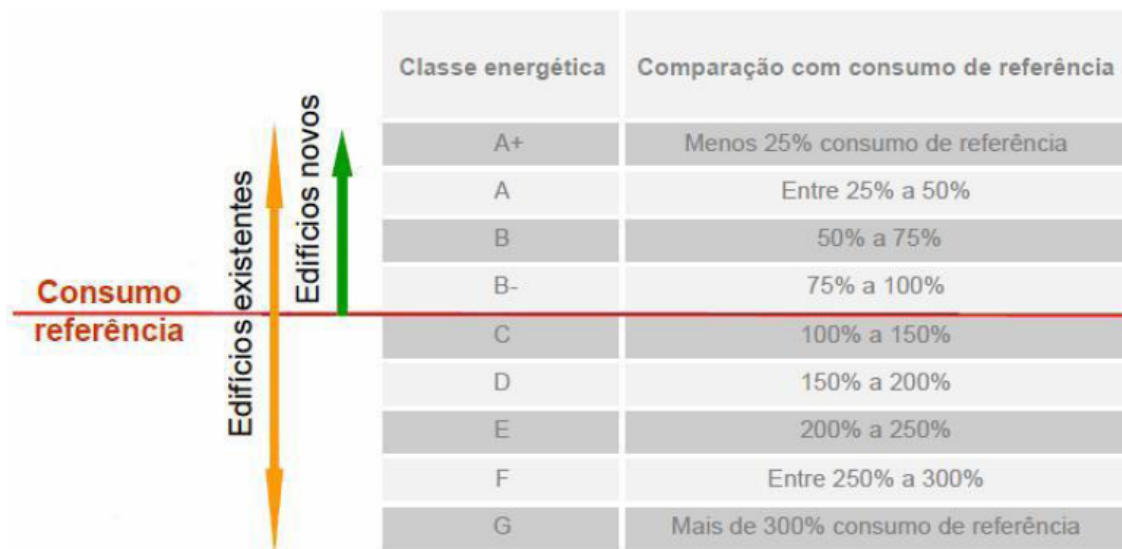 Classe energética Comparação com consumo de referência
A+ Menos 25% consumo de referência
A Entre 25% a 50%
B 50% a 75%
B- 75% a 100%
C 100% a 150%
D 150% a 200%
E 200% a 250%
F Entre 250% a 300%
G Mais de 300% consumo de referência
Consumo
referência
Edifícios existentes
Edifícios novos